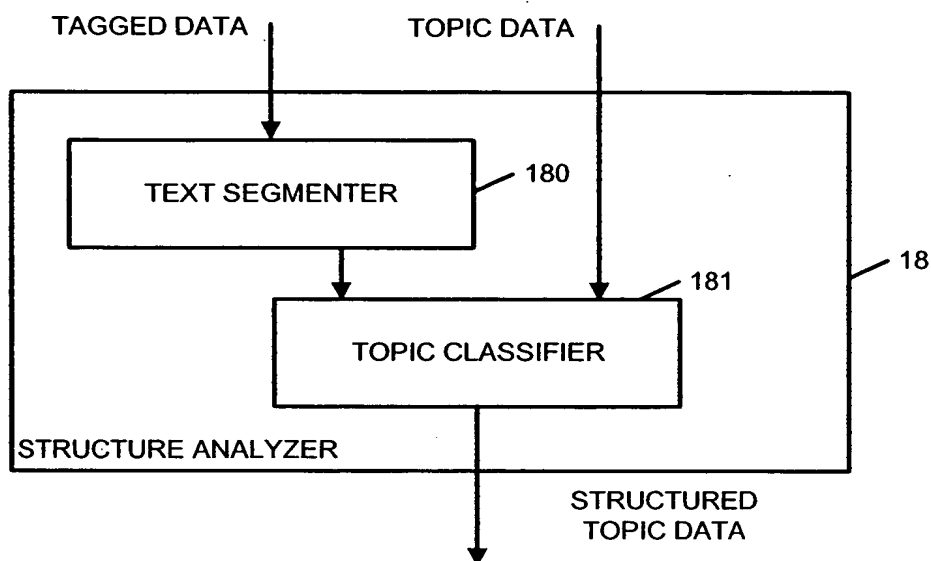 TAGGED DATA
TOPIC DATA
TEXT SEGMENTER
180
18
181
TOPIC CLASSIFIER
STRUCTURE ANALYZER
STRUCTURED
TOPIC DATA